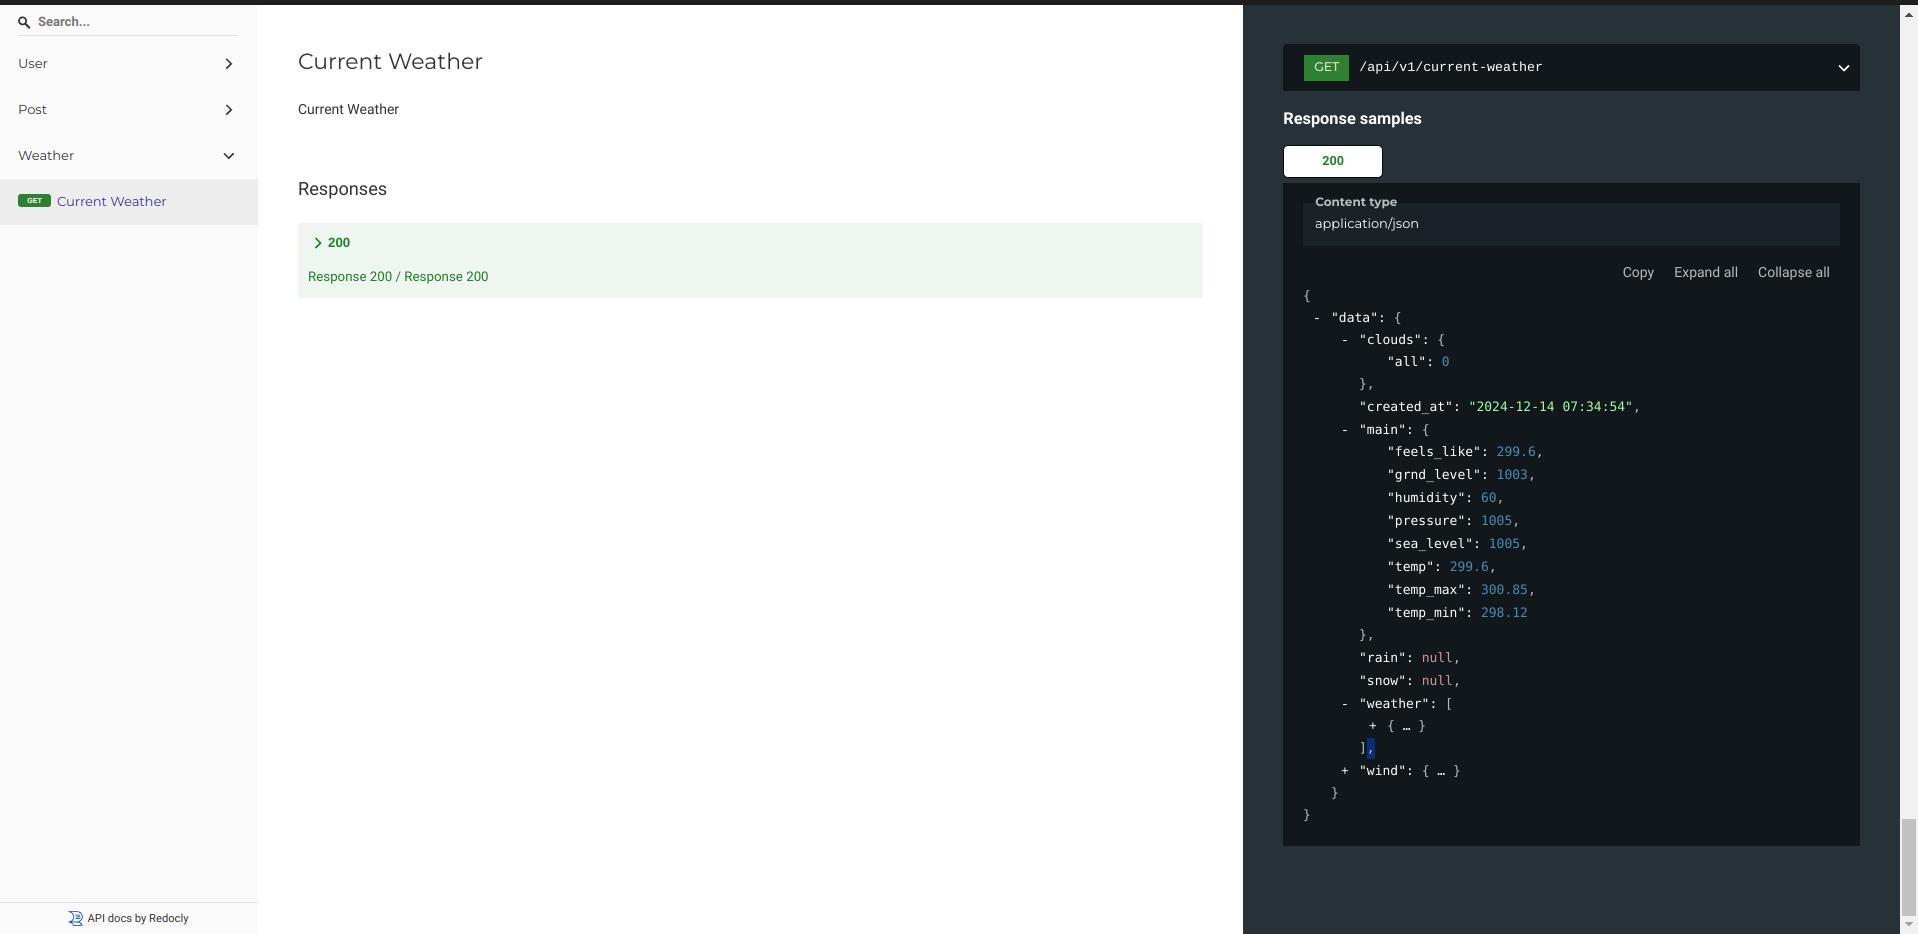 Search...
User
Post
Weather
GET Current Weather
API docs by Redocly
Current Weather
Current Weather
Responses
200
Response 200 / Response 200
GET /api/v1/current-weather
Response samples
200
Content type
application/json
Copy Expand all Collapse all
{
- "data": {
- "clouds": {
"all": 0
},
"created_at": "2024-12-14 07:34:54",
- "main": {
"feels_like": 299.6,
"grnd_level": 1003,
"humidity": 60,
"pressure": 1005,
"sea_level": 1005,
"temp": 299.6,
"temp_max": 300.85,
"temp_min": 298.12
},
"rain": null,
"snow": null,
- "weather": [
+ { … }
],
+ "wind": { … }
}
}